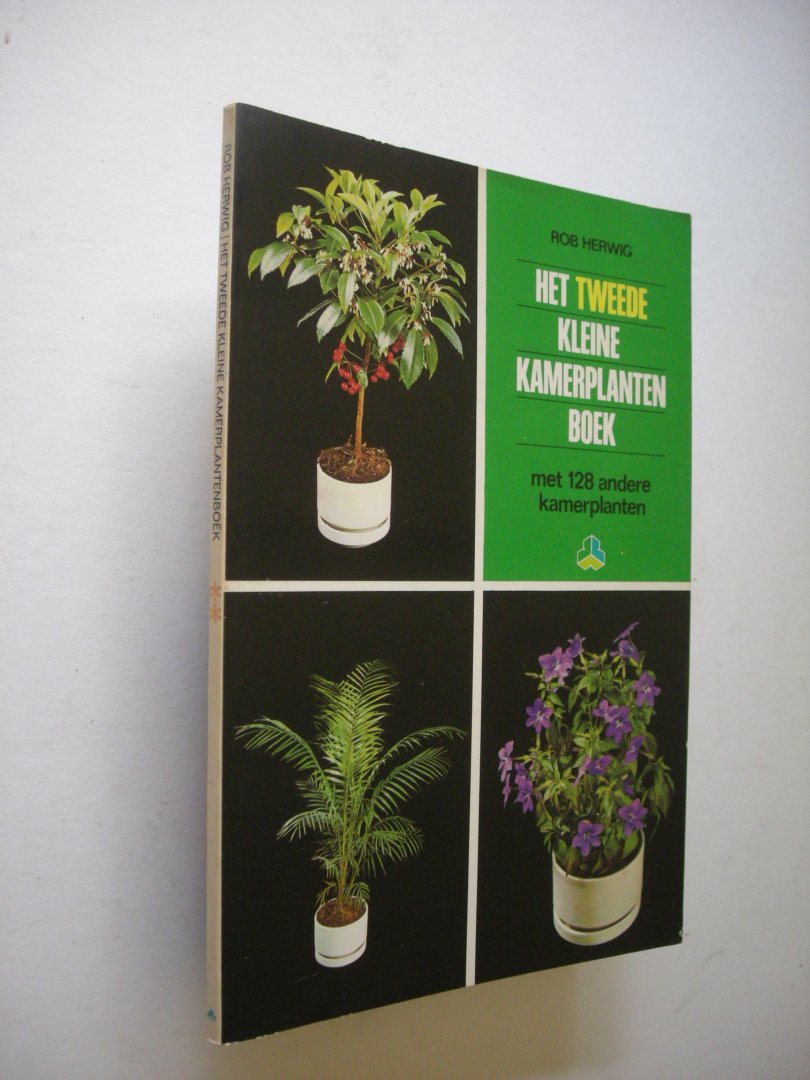 ROB HERWIG | HET TWEEDE KLEINE KAMERPLANTENBOEK **
ROB HERWIG
HET TWEEDE
KLEINE
KAMERPLANTEN
BOEK
met 128 andere
kamerplanten